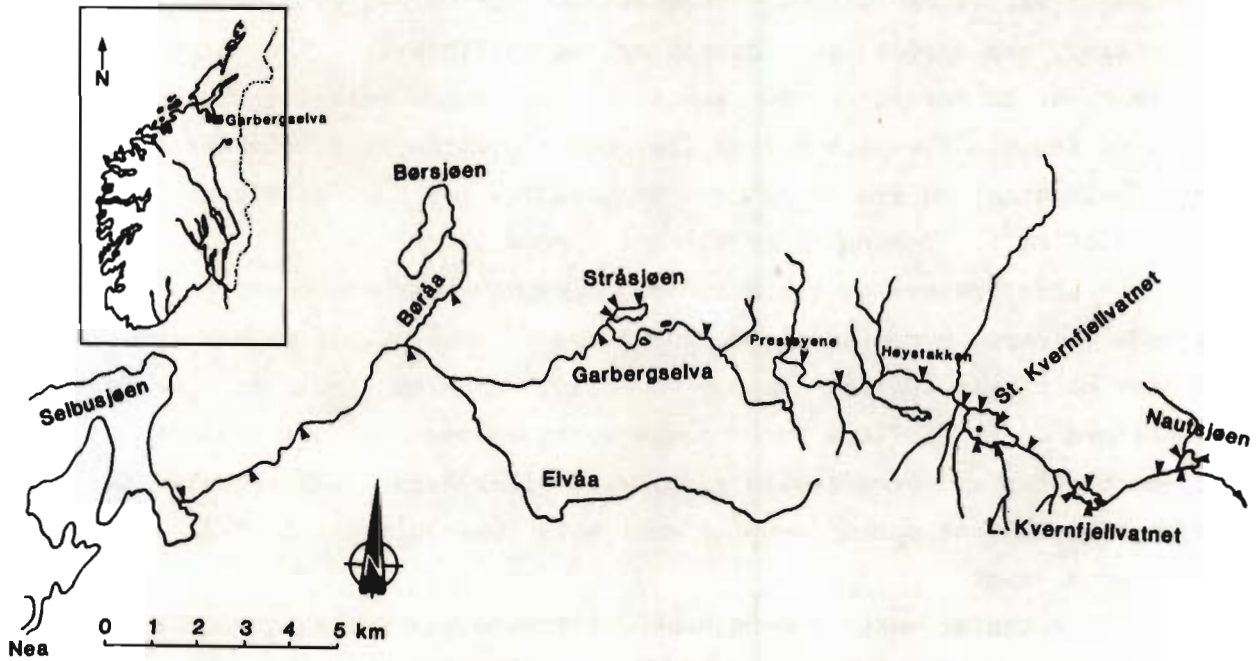 N
Garbergselva
Børsjøen
Børåa
Stråsjøen
Prestøyene
Høystakken
St. Kvernfjellvatnet
Garbergselva
Nautsjøen
Selbusjøen
Elvåa
L. Kvernfjellvatnet
N
Nea
0 1 2 3 4 5 km